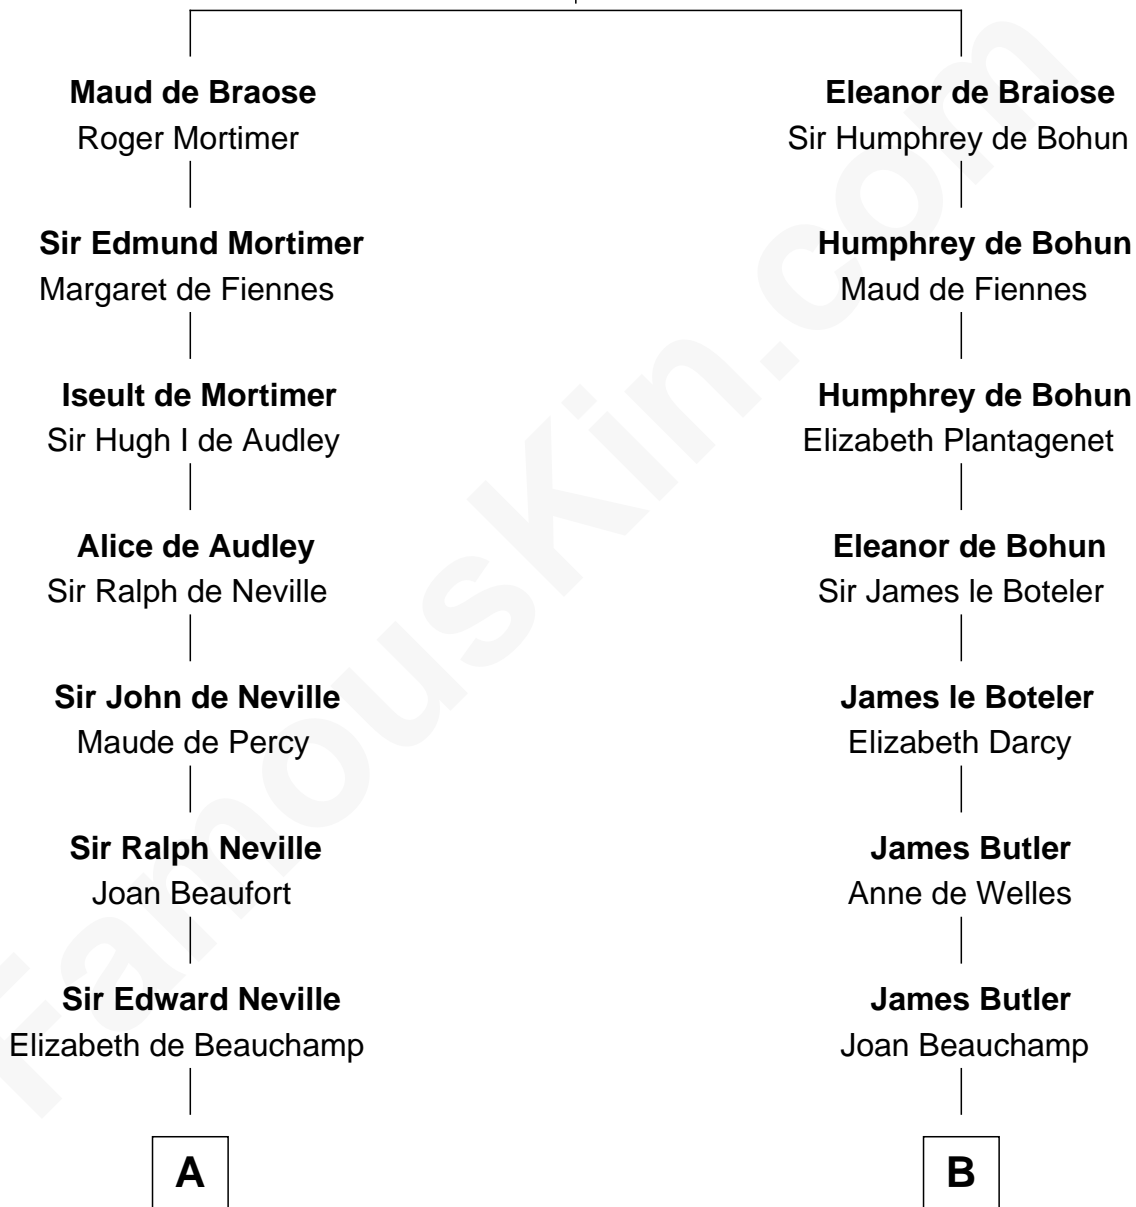 Maud de Braose
Roger Mortimer
Sir Edmund Mortimer
Margaret de Fiennes
Iseult de Mortimer
Sir Hugh I de Audley
Alice de Audley
Sir Ralph de Neville
Sir John de Neville
Maude de Percy
Sir Ralph Neville
Joan Beaufort
Sir Edward Neville
Elizabeth de Beauchamp
A
Eleanor de Braiose
Sir Humphrey de Bohun
Humphrey de Bohun
Maud de Fiennes
Humphrey de Bohun
Elizabeth Plantagenet
Eleanor de Bohun
Sir James le Boteler
James le Boteler
Elizabeth Darcy
James Butler
Anne de Welles
James Butler
Joan Beauchamp
B
FamousKin.com